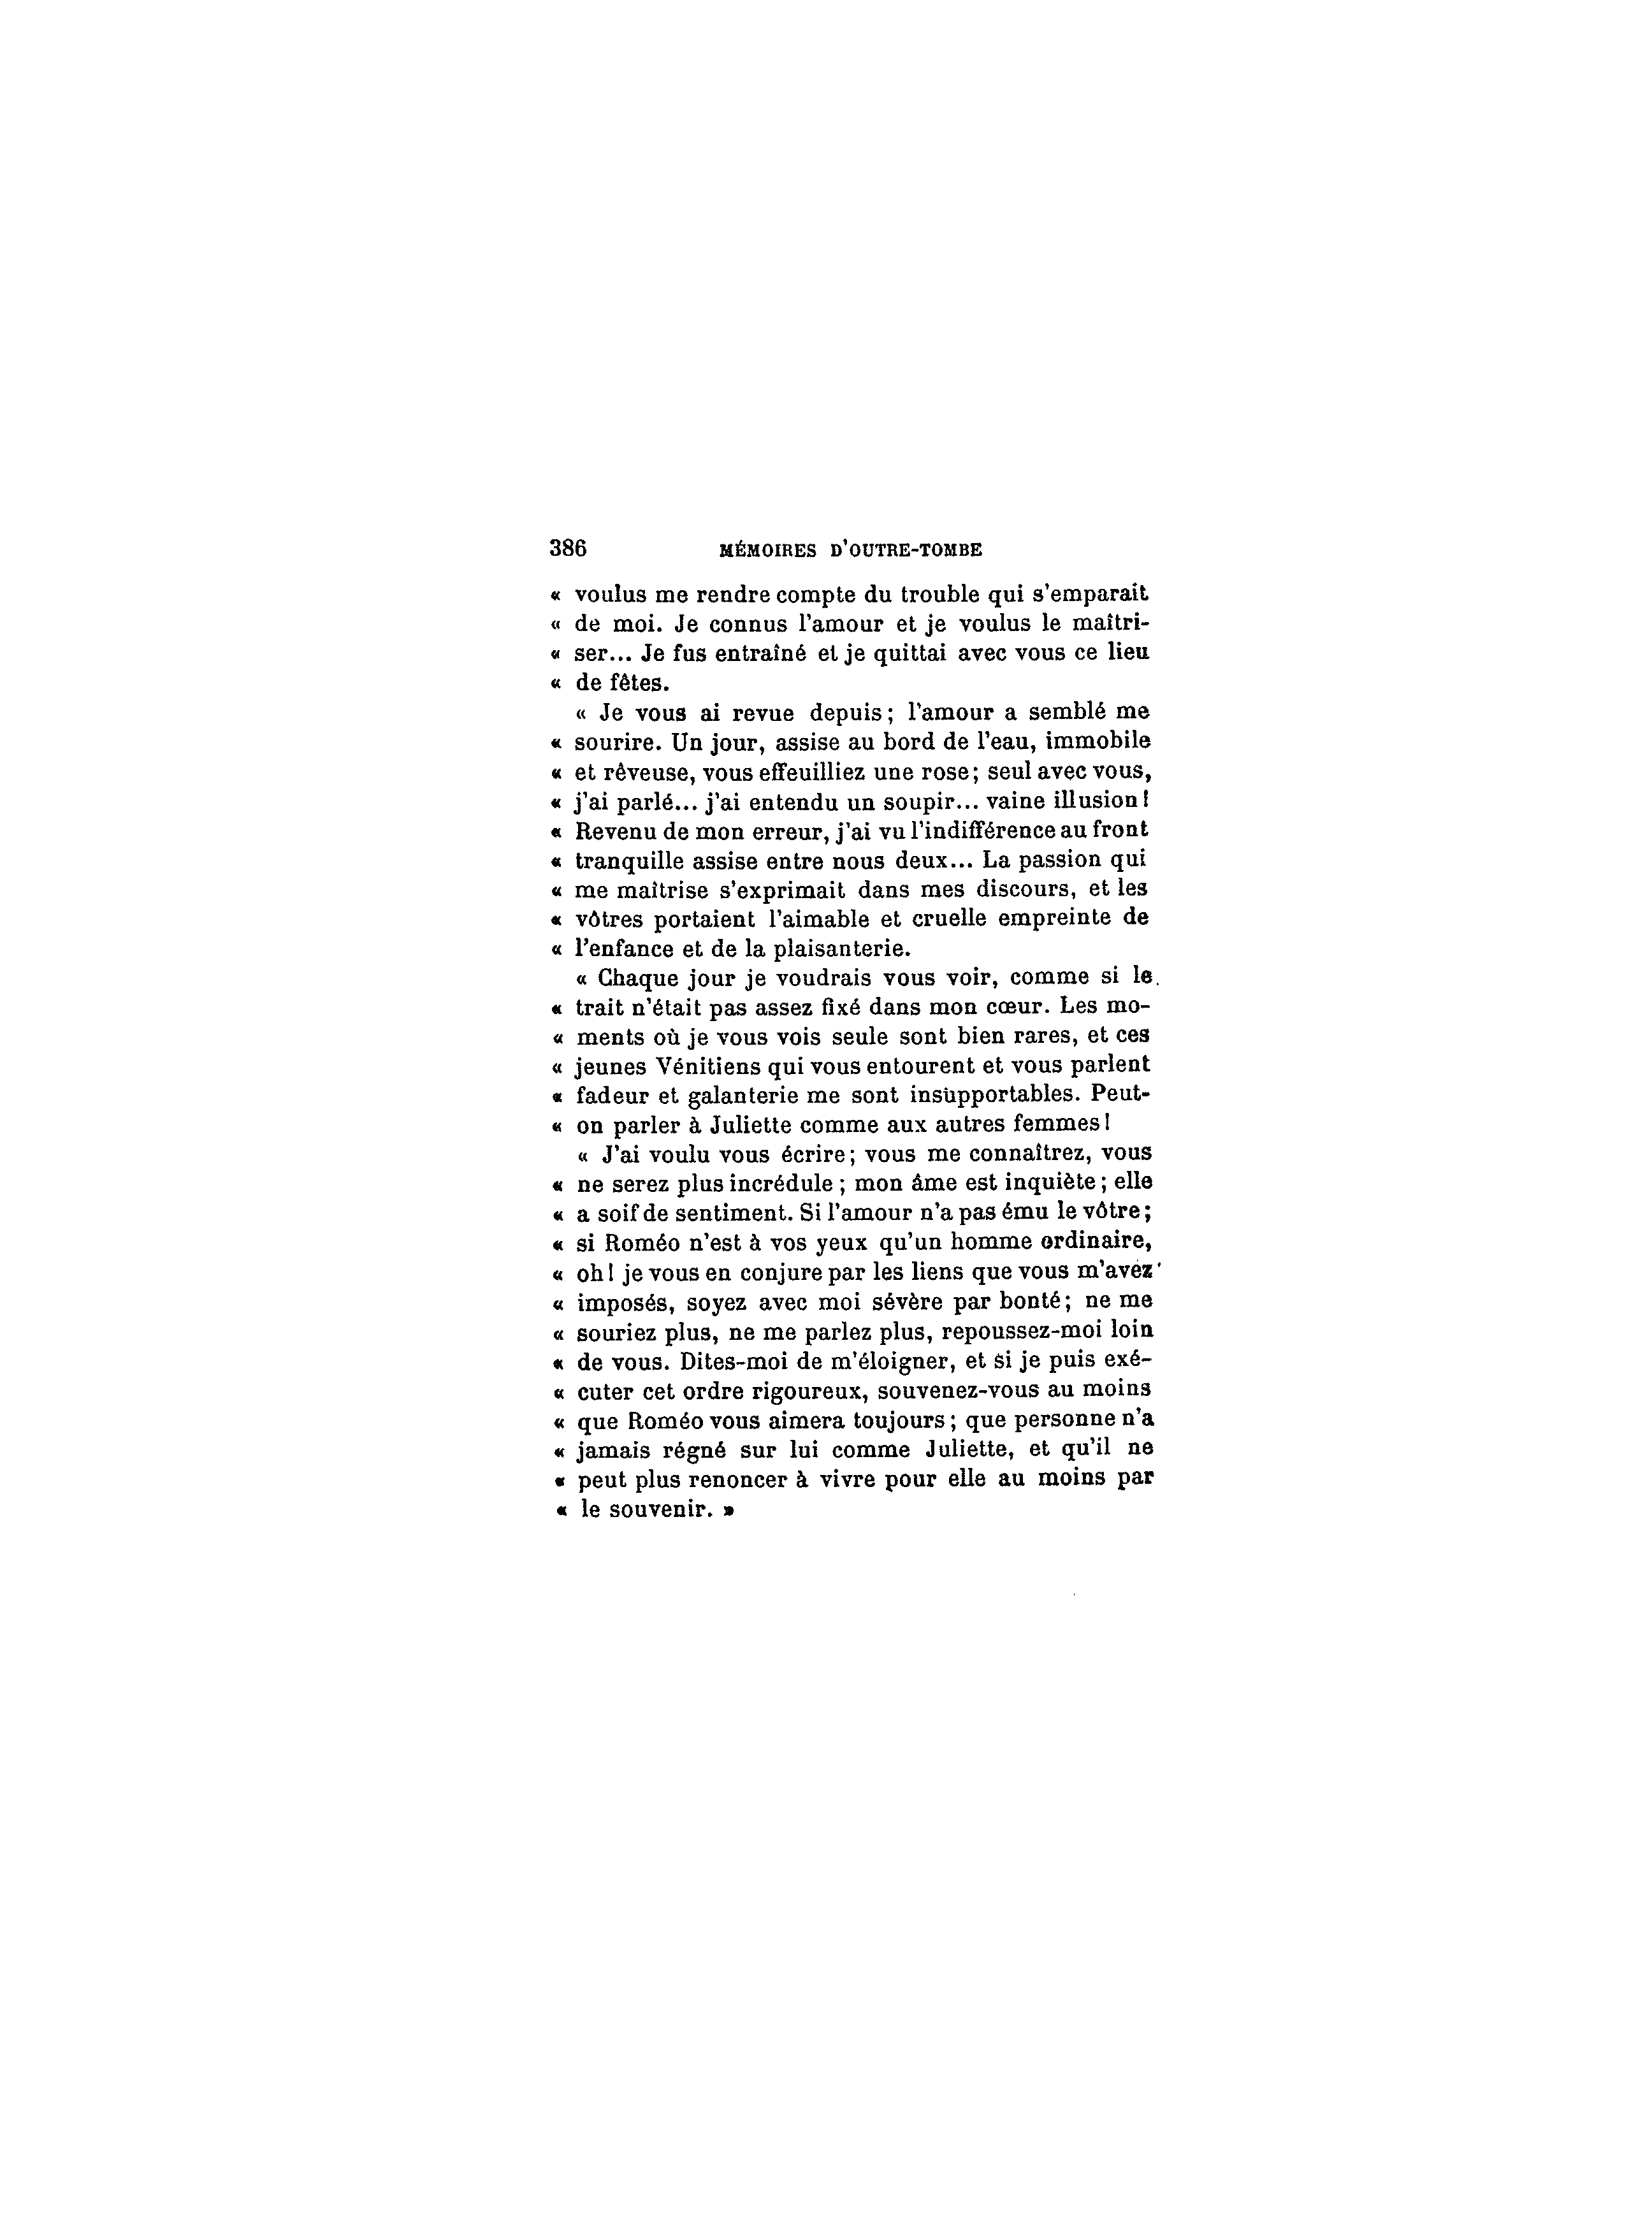 386 MÉMOIRES D'OUTRE-TOMBE
« voulus me rendre compte du trouble qui s'emparait
« de moi. Je connus l'amour et je voulus le maîtri-
« ser... Je fus entraîné et je quittai avec vous ce lieu
« de fêtes.
« Je vous ai revue depuis ; l'amour a semblé me
« sourire. Un jour, assise au bord de l'eau, immobile
« et rêveuse, vous effeuilliez une rose ; seul avec vous,
« j'ai parlé... j'ai entendu un soupir... vaine illusion !
« Revenu de mon erreur, j'ai vu l'indifférence au front
« tranquille assise entre nous deux... La passion qui
« me maîtrise s'exprimait dans mes discours, et les
« vôtres portaient l'aimable et cruelle empreinte de
« l'enfance et de la plaisanterie.
« Chaque jour je voudrais vous voir, comme si le
« trait n'était pas assez fixé dans mon cœur. Les mo-
« ments où je vous vois seule sont bien rares, et ces
« jeunes Vénitiens qui vous entourent et vous parlent
« fadeur et galanterie me sont insupportables. Peut-
« on parler à Juliette comme aux autres femmes !
« J'ai voulu vous écrire ; vous me connaîtrez, vous
« ne serez plus incrédule ; mon âme est inquiète ; elle
« a soif de sentiment. Si l'amour n'a pas ému le vôtre ;
« si Roméo n'est à vos yeux qu'un homme ordinaire,
« oh ! je vous en conjure par les liens que vous m'avez
« imposés, soyez avec moi sévère par bonté ; ne me
« souriez plus, ne me parlez plus, repoussez-moi loin
« de vous. Dites-moi de m'éloigner, et si je puis exé-
« cuter cet ordre rigoureux, souvenez-vous au moins
« que Roméo vous aimera toujours ; que personne n'a
« jamais régné sur lui comme Juliette, et qu'il ne
« peut plus renoncer à vivre pour elle au moins par
« le souvenir. »